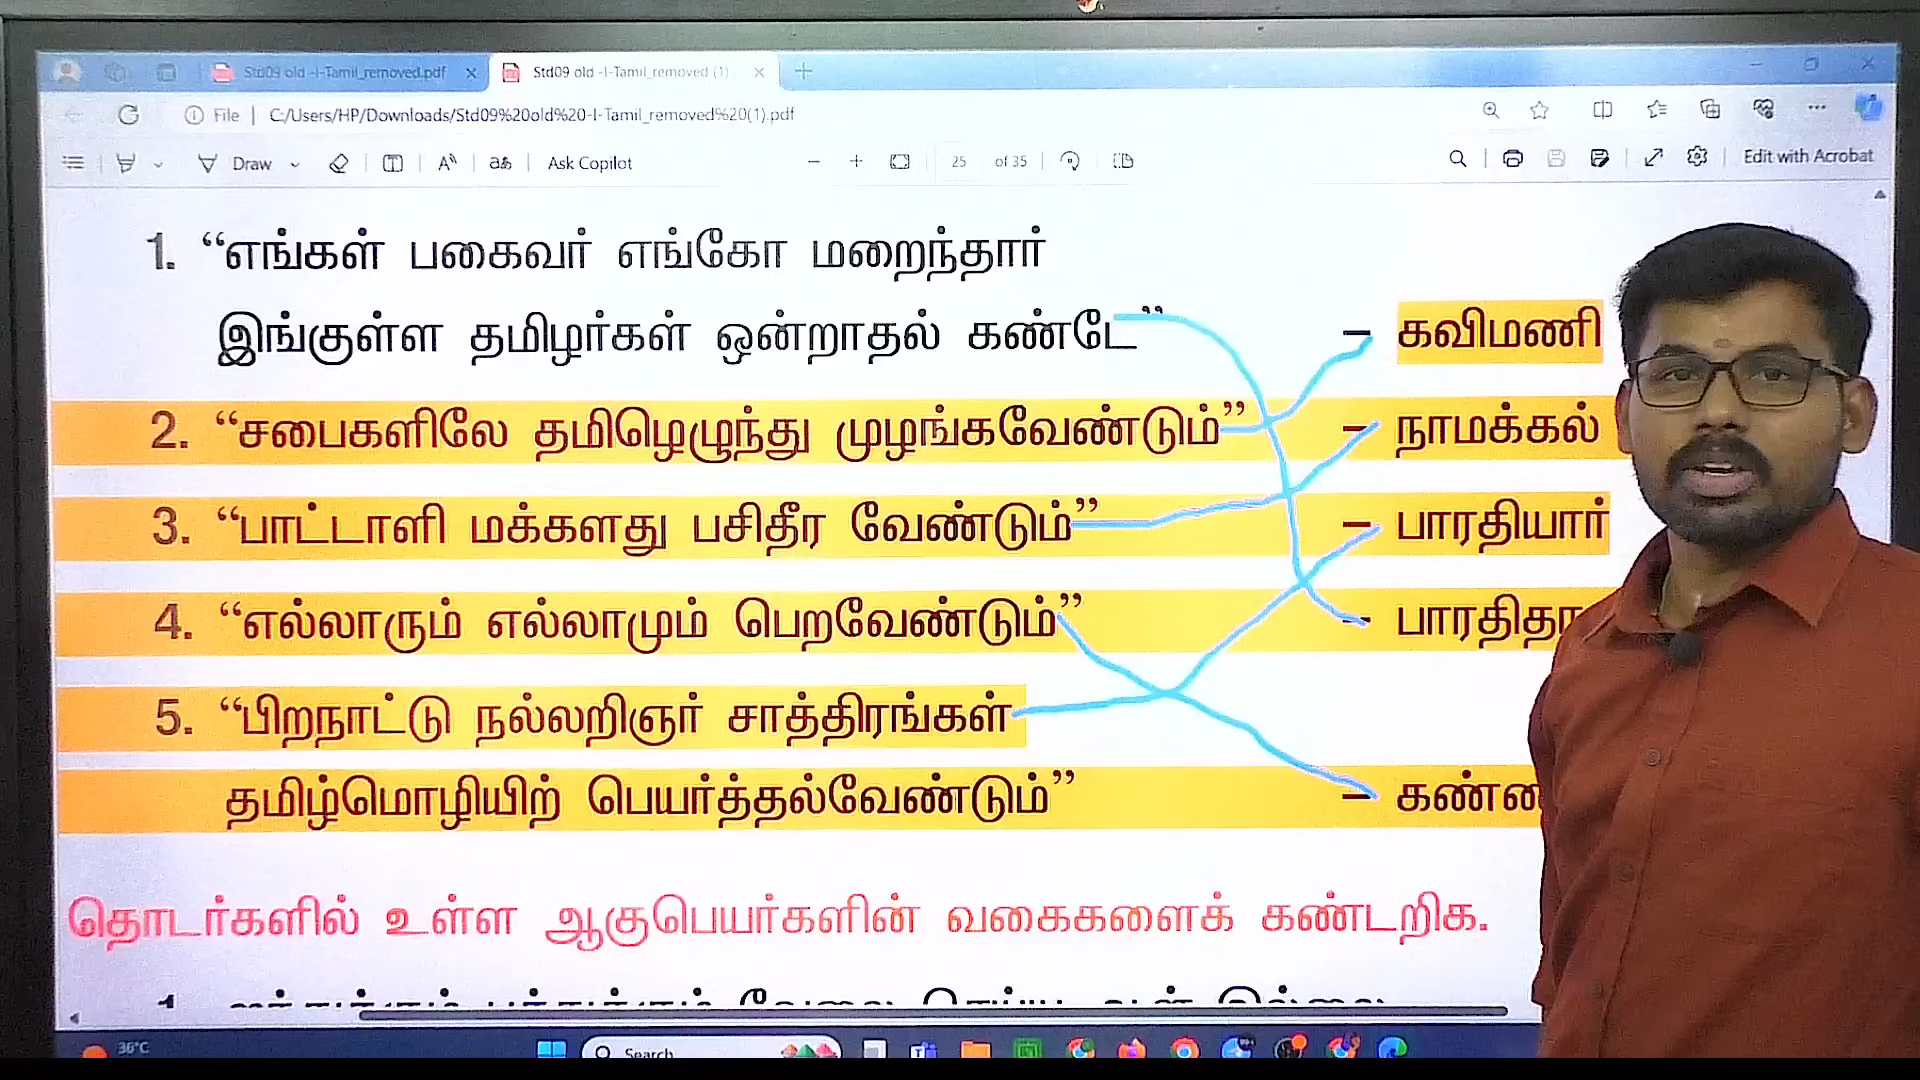 Std09 old -I-Tamil_removed.pdf
Std09 old -I-Tamil_removed (1)
File | C:/Users/HP/Downloads/Std09%20old%20-I-Tamil_removed%20(1).pdf
Draw
Ask Copilot
25 of 35
Edit with Acrobat
1. “எங்கள் பகைவர் எங்கோ மறைந்தார்
இங்குள்ள தமிழர்கள் ஒன்றாதல் கண்டே” – கவிமணி
2. “சபைகளிலே தமிழெழுந்து முழங்கவேண்டும்” – நாமக்கல்
3. “பாட்டாளி மக்களது பசிதீர வேண்டும்” – பாரதியார்
4. “எல்லாரும் எல்லாமும் பெறவேண்டும்” –
5. “பிறநாட்டு நல்லறிஞர் சாத்திரங்கள்
தமிழ்மொழியிற் பெயர்த்தல்வேண்டும்” –
தொடர்களில் உள்ள ஆகுபெயர்களின் வகைகளைக் கண்டறிக.
36°C
Search